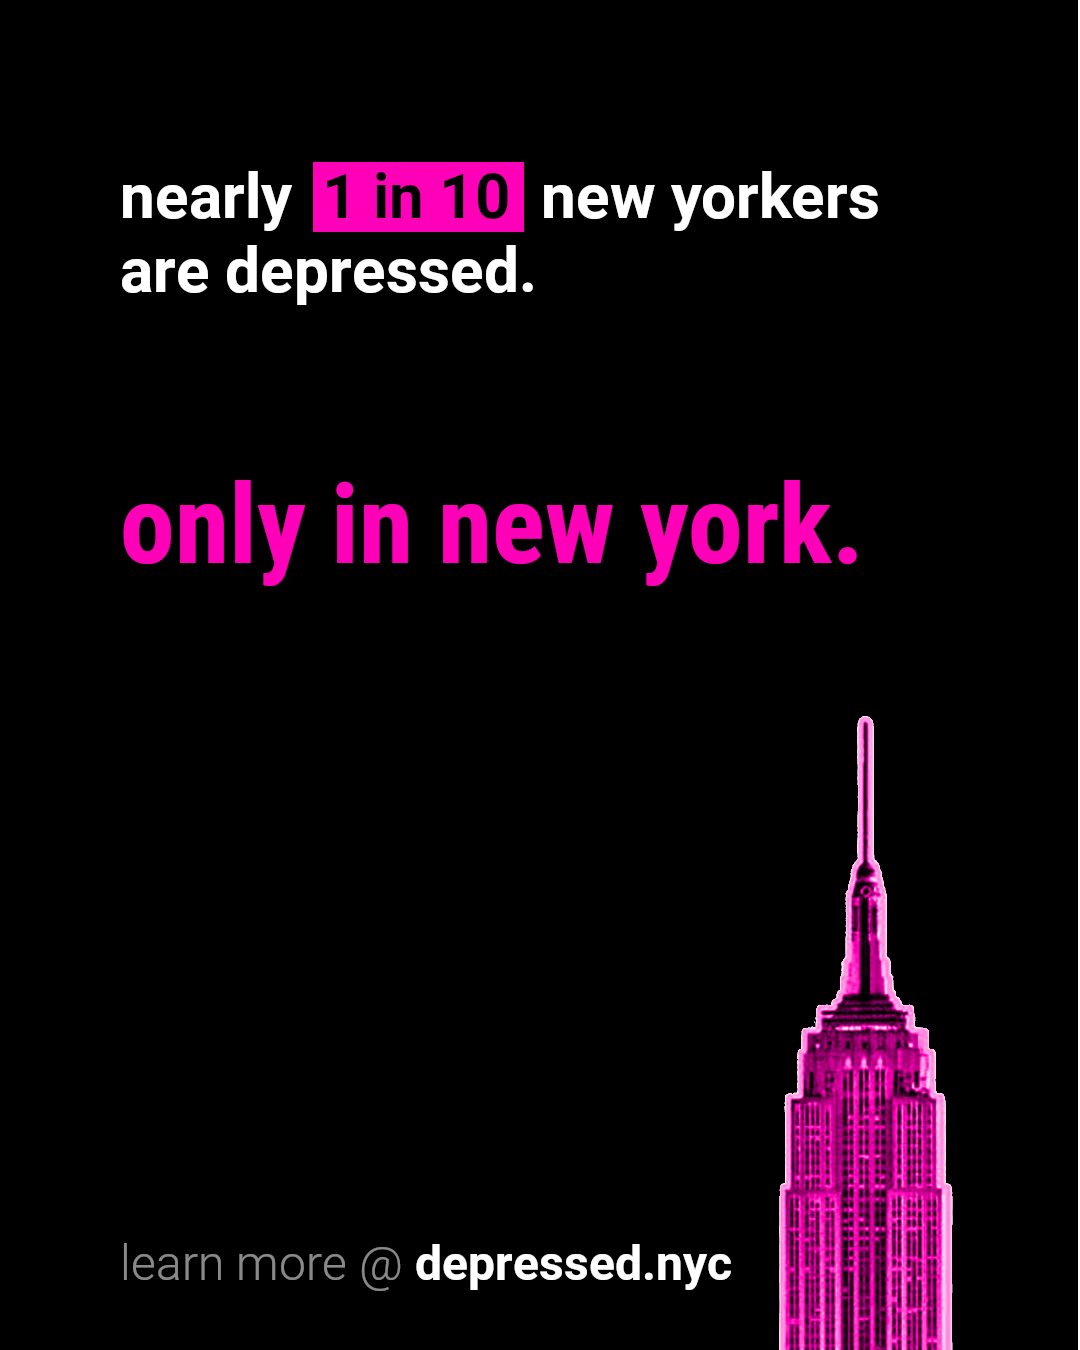 nearly 1 in 10 new yorkers
are depressed.
only in new york.
learn more @ depressed.nyc